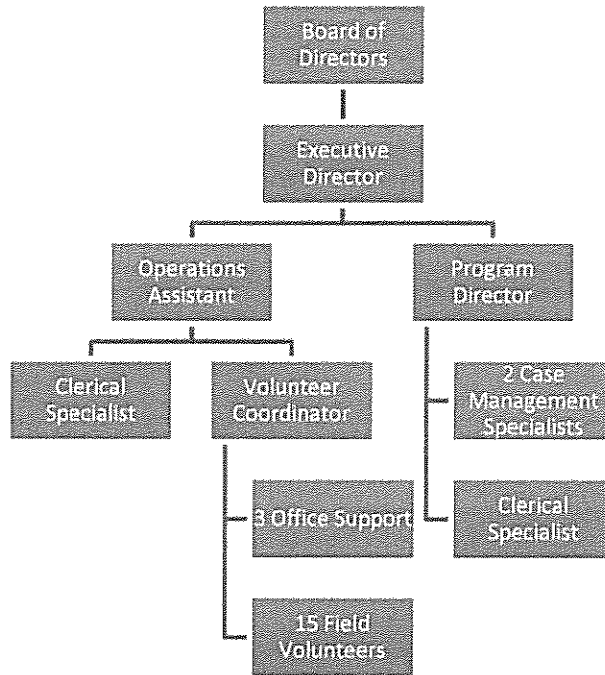 Board of
Directors
Executive
Director
Operations
Assistant
Program
Director
Clerical
Specialist
Volunteer
Coordinator
2 Case
Management
Specialists
3 Office Support
Clerical
Specialist
15 Field
Volunteers